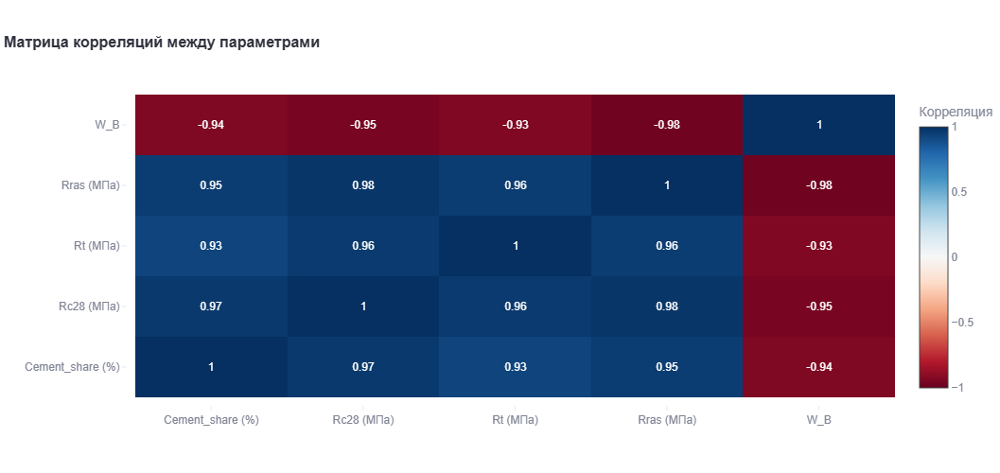 Матрица корреляций между параметрами
Корреляция
W_B -0.94 -0.95 -0.93 -0.98 1
Rras (МПа) 0.95 0.98 0.96 1 -0.98
Rt (МПа) 0.93 0.96 1 0.96 -0.93
Rc28 (МПа) 0.97 1 0.96 0.98 -0.95
Cement_share (%) 1 0.97 0.93 0.95 -0.94
Cement_share (%) Rc28 (МПа) Rt (МПа) Rras (МПа) W_B
1
0.5
0
−0.5
−1